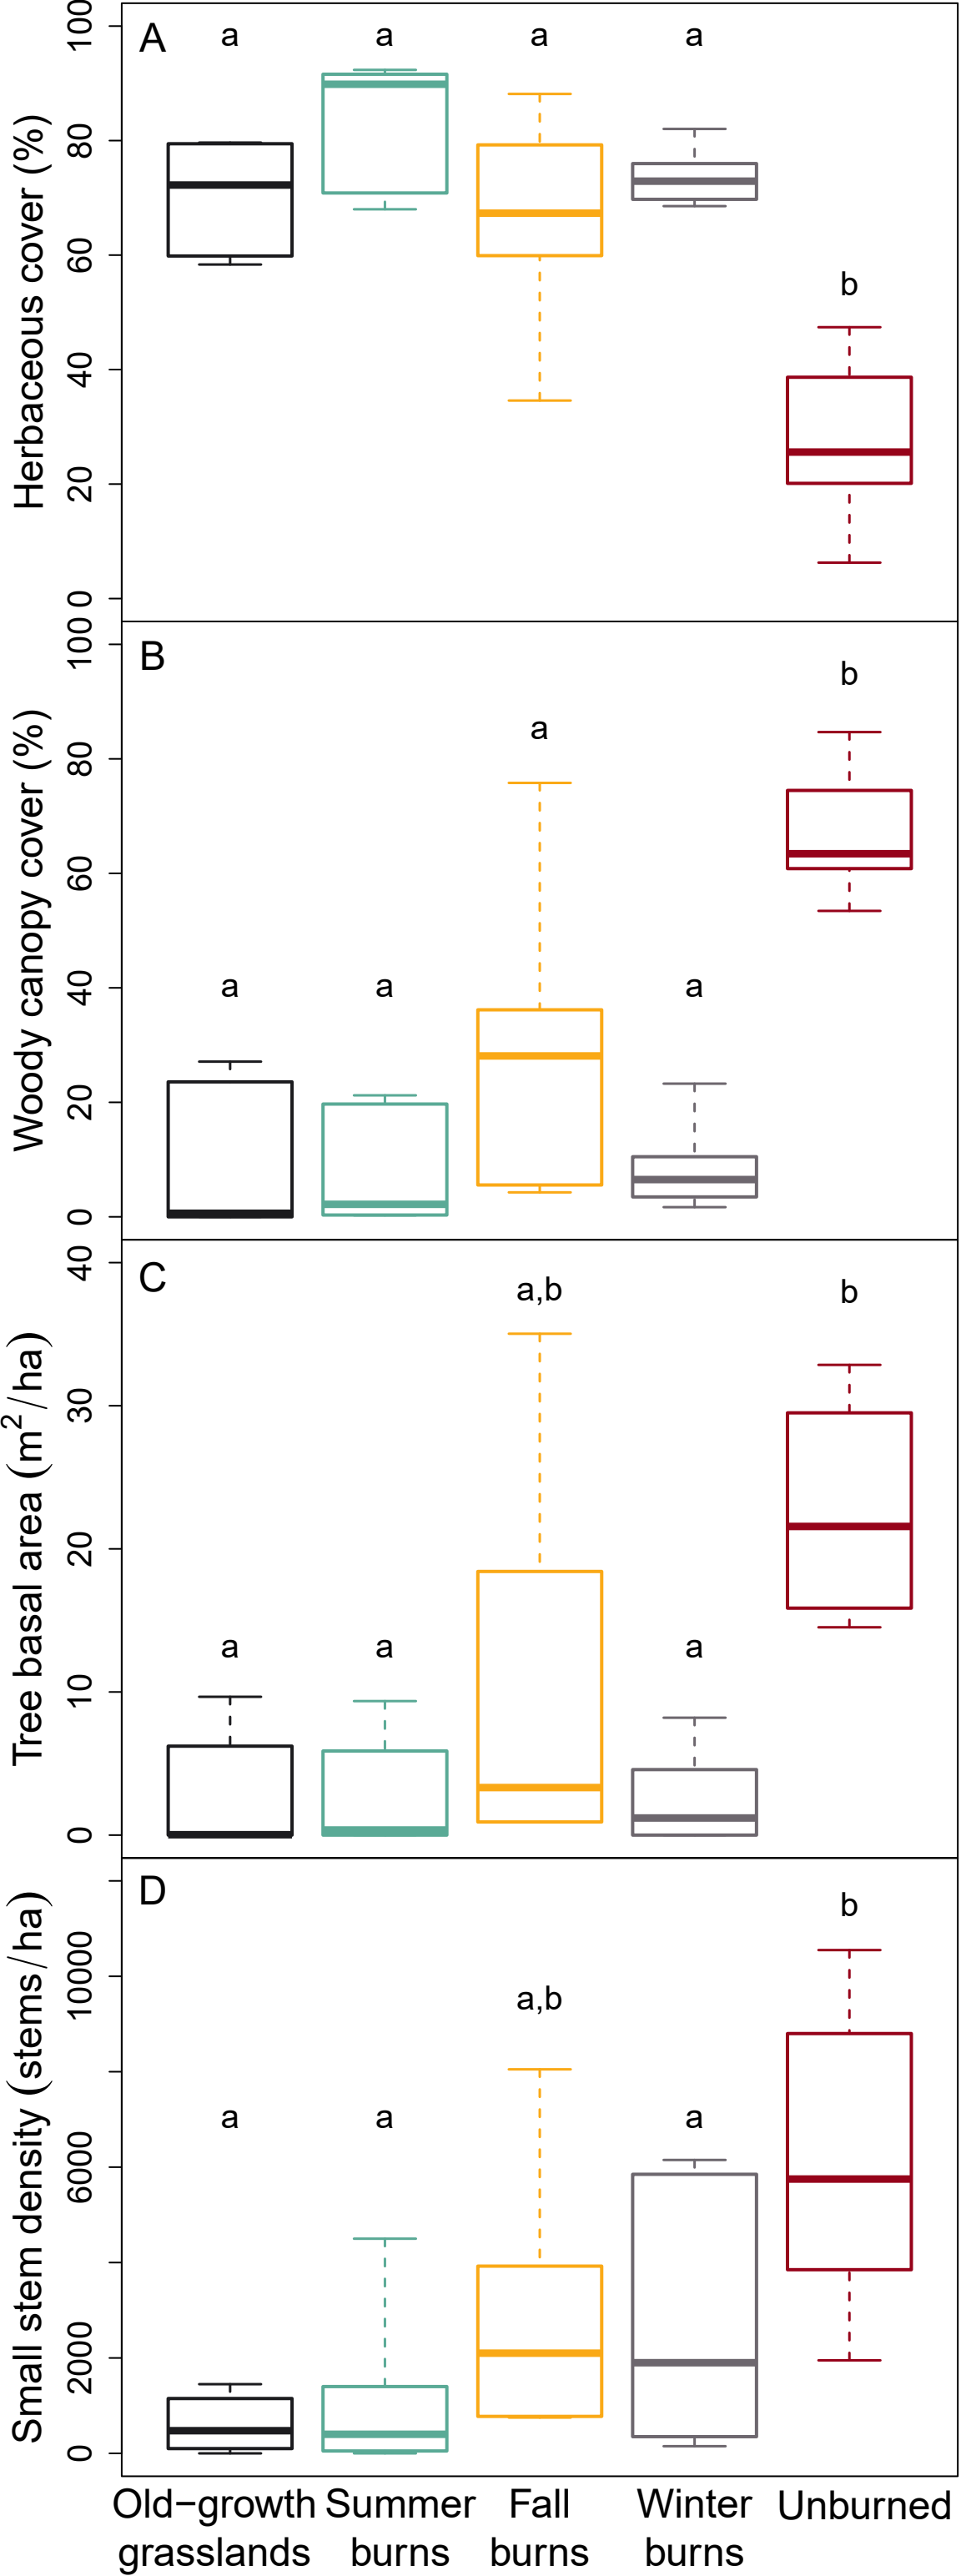 A
a a a a
b
Herbaceous cover (%)
100
80
60
40
20
0
B
b
a
a a a
Woody canopy cover (%)
100
80
60
40
20
0
C
a,b b
a a a
Tree basal area (m²/ha)
40
30
20
10
0
D
b
a,b
a a a
Small stem density (stems/ha)
10000
6000
2000
0
Old−growth grasslands
Summer burns
Fall burns
Winter burns
Unburned